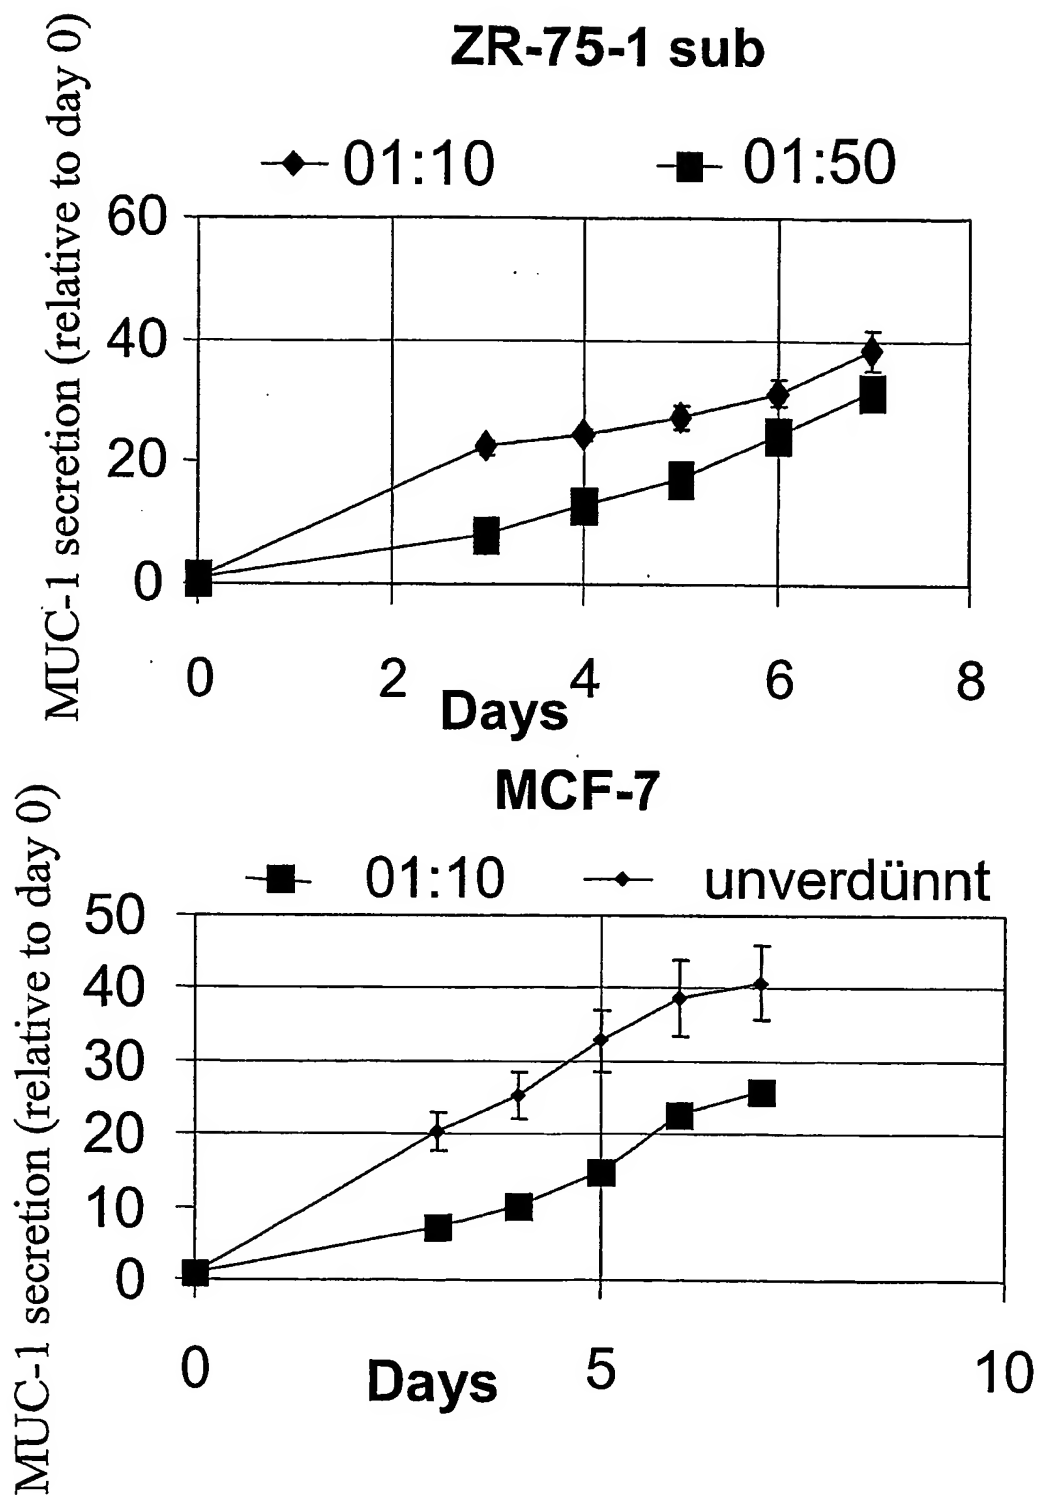 ZR-75-1 sub
01:10 01:50
MUC-1 secretion (relative to day 0)
60
40
20
0
0 2 4 6 8
Days
MCF-7
01:10 unverdünnt
MUC-1 secretion (relative to day 0)
50
40
30
20
10
0
0 5 10
Days